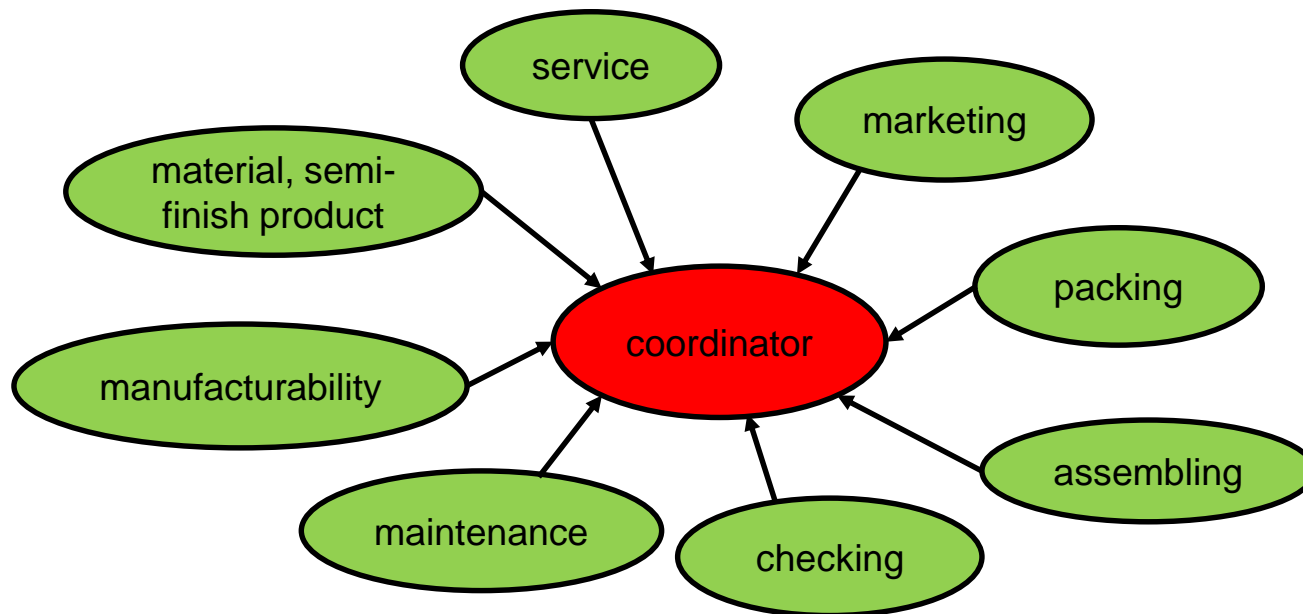 service
marketing
material, semi-
finish product
packing
coordinator
manufacturability
assembling
maintenance
checking